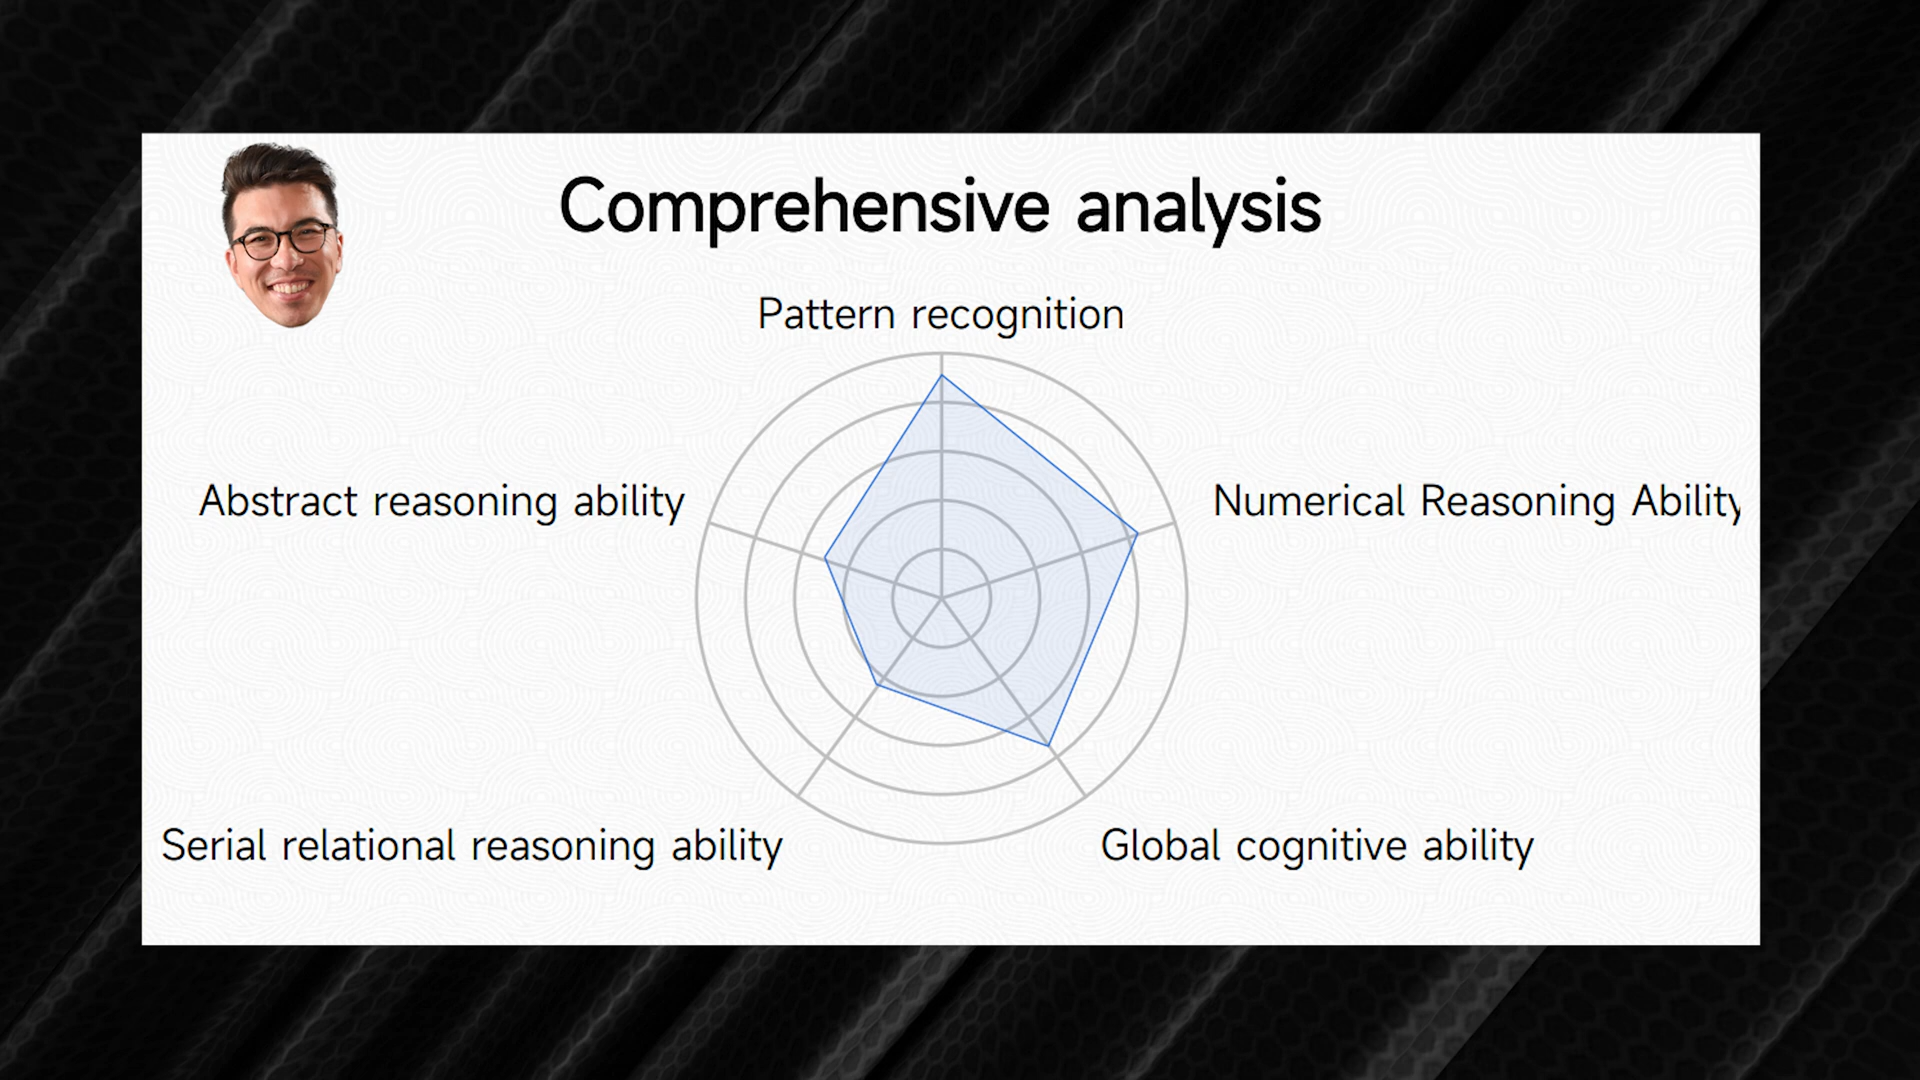 Comprehensive analysis
Pattern recognition
Abstract reasoning ability
Numerical Reasoning Ability
Serial relational reasoning ability
Global cognitive ability